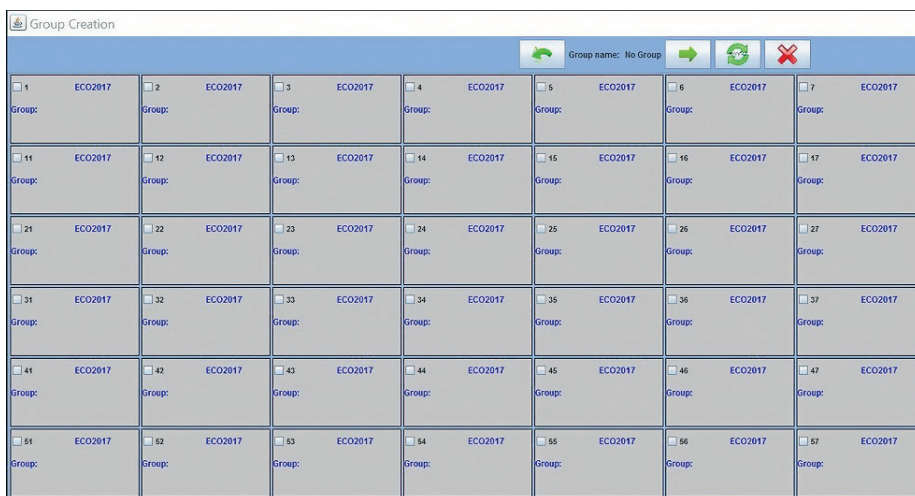 Group Creation
Group name: No Group
1 ECO2017 2 ECO2017 3 ECO2017 4 ECO2017 5 ECO2017 6 ECO2017 7 ECO2017
Group: Group: Group: Group: Group: Group: Group:
11 ECO2017 12 ECO2017 13 ECO2017 14 ECO2017 15 ECO2017 16 ECO2017 17 ECO2017
Group: Group: Group: Group: Group: Group: Group:
21 ECO2017 22 ECO2017 23 ECO2017 24 ECO2017 25 ECO2017 26 ECO2017 27 ECO2017
Group: Group: Group: Group: Group: Group: Group:
31 ECO2017 32 ECO2017 33 ECO2017 34 ECO2017 35 ECO2017 36 ECO2017 37 ECO2017
Group: Group: Group: Group: Group: Group: Group:
41 ECO2017 42 ECO2017 43 ECO2017 44 ECO2017 45 ECO2017 46 ECO2017 47 ECO2017
Group: Group: Group: Group: Group: Group: Group:
51 ECO2017 52 ECO2017 53 ECO2017 54 ECO2017 55 ECO2017 56 ECO2017 57 ECO2017
Group: Group: Group: Group: Group: Group: Group: